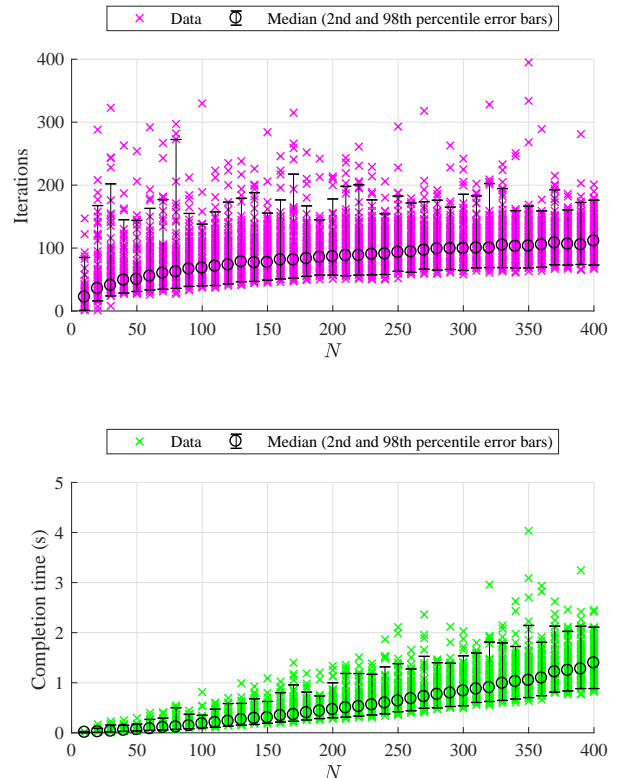 Data Median (2nd and 98th percentile error bars)
400
300
200
100
0
Iterations
0 50 100 150 200 250 300 350 400
N
Data Median (2nd and 98th percentile error bars)
5
4
3
2
1
0
Completion time (s)
0 50 100 150 200 250 300 350 400
N